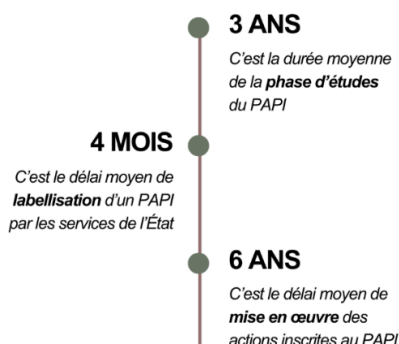 3 ANS
C'est la durée moyenne
de la phase d'études
du PAPI
4 MOIS
C'est le délai moyen de
labellisation d'un PAPI
par les services de l'État
6 ANS
C'est le délai moyen de
mise en œuvre des
actions inscrites au PAPI